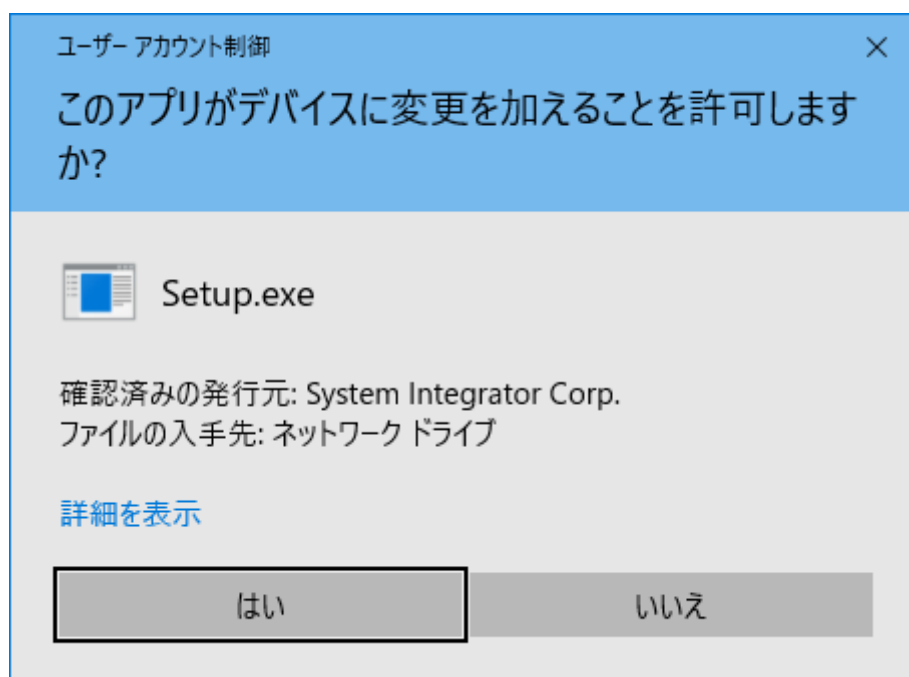 ユーザー アカウント制御
このアプリがデバイスに変更を加えることを許可します
か?
Setup.exe
確認済みの発行元: System Integrator Corp.
ファイルの入手先: ネットワーク ドライブ
詳細を表示
はい
いいえ